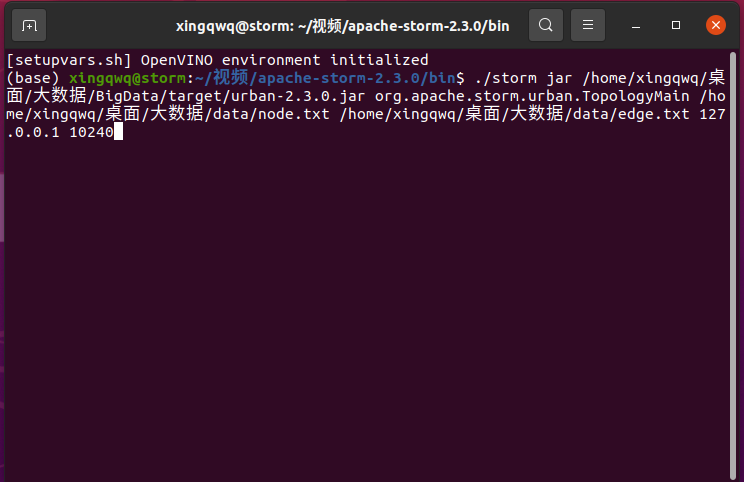 xingqwq@storm: ~/视频/apache-storm-2.3.0/bin
[setupvars.sh] OpenVINO environment initialized
(base) xingqwq@storm:~/视频/apache-storm-2.3.0/bin$ ./storm jar /home/xingqwq/桌
面/大数据/BigData/target/urban-2.3.0.jar org.apache.storm.urban.TopologyMain /ho
me/xingqwq/桌面/大数据/data/node.txt /home/xingqwq/桌面/大数据/data/edge.txt 127
.0.0.1 10240